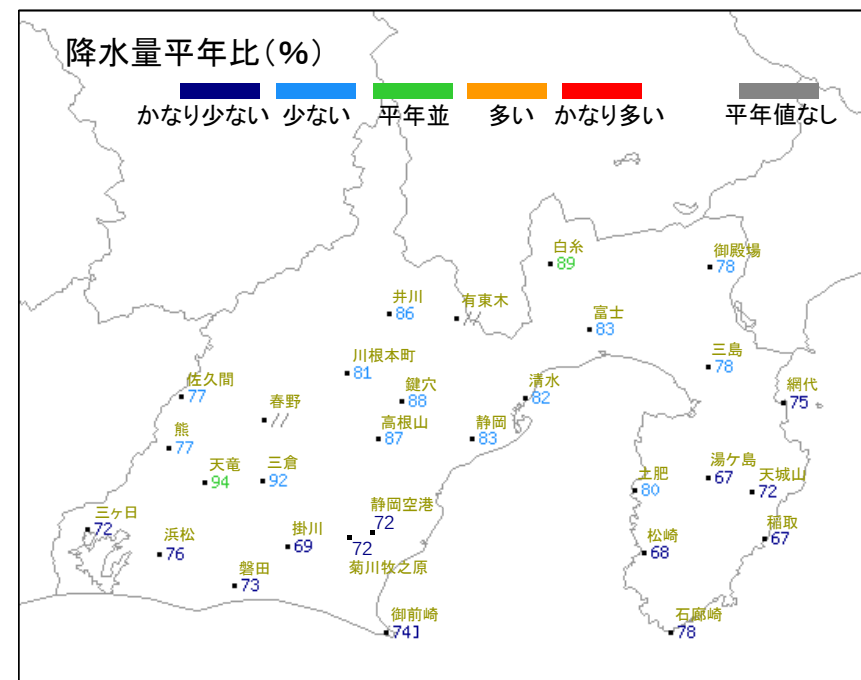 降水量平年比(%)
かなり少ない 少ない 平年並 多い かなり多い 平年値なし
白糸
89
御殿場
78
井川
86
有東木
//
富士
83
川根本町
81
三島
78
佐久間
77
鍵穴
88
清水
82
網代
75
春野
//
熊
77
高根山
87
静岡
83
天竜
94
三倉
92
土肥
80
湯ケ島
67
天城山
72
三ヶ日
72
浜松
76
掛川
69
静岡空港
72
72
菊川牧之原
松崎
68
稲取
67
磐田
73
御前崎
74]
石廊崎
78